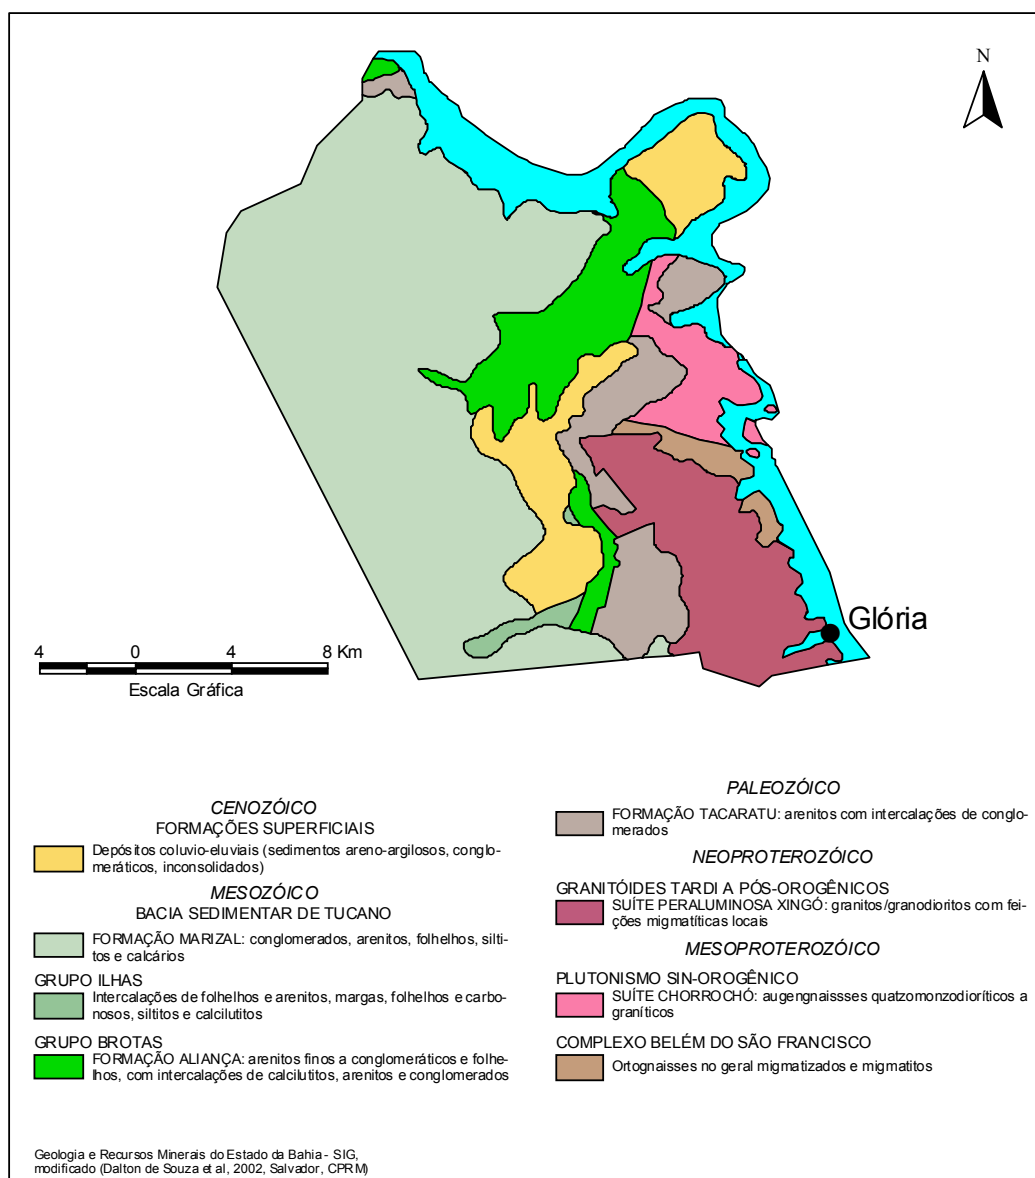 N
Glória
4 0 4 8 Km
Escala Gráfica
CENOZÓICO
FORMAÇÕES SUPERFICIAIS
Depósitos coluvio-eluviais (sedimentos areno-argilosos, conglo-
meráticos, inconsolidados)
MESOZÓICO
BACIA SEDIMENTAR DE TUCANO
FORMAÇÃO MARIZAL: conglomerados, arenitos, folhelhos, silti-
tos e calcários
GRUPO ILHAS
Intercalações de folhelhos e arenitos, margas, folhelhos e carbo-
nosos, siltitos e calcilutitos
GRUPO BROTAS
FORMAÇÃO ALIANÇA: arenitos finos a conglomeráticos e folhe-
lhos, com intercalações de calcilutitos, arenitos e conglomerados
PALEOZÓICO
FORMAÇÃO TACARATU: arenitos com intercalações de conglo-
merados
NEOPROTEROZÓICO
GRANITÓIDES TARDI A PÓS-OROGÊNICOS
SUÍTE PERALUMINOSA XINGÓ: granitos/granodioritos com fei-
ções migmatíticas locais
MESOPROTEROZÓICO
PLUTONISMO SIN-OROGÊNICO
SUÍTE CHORROCHÓ: augengnaissses quatzomonzodioríticos a
graníticos
COMPLEXO BELÉM DO SÃO FRANCISCO
Ortognaisses no geral migmatizados e migmatitos
Geologia e Recursos Minerais do Estado da Bahia - SIG,
modificado (Dalton de Souza et al, 2002, Salvador, CPRM)